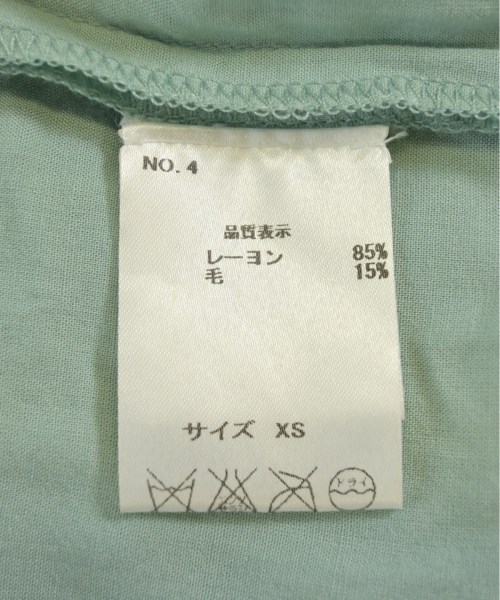 NO.4
品質表示
レーヨン 85%
毛 15%
サイズ XS
ドライ